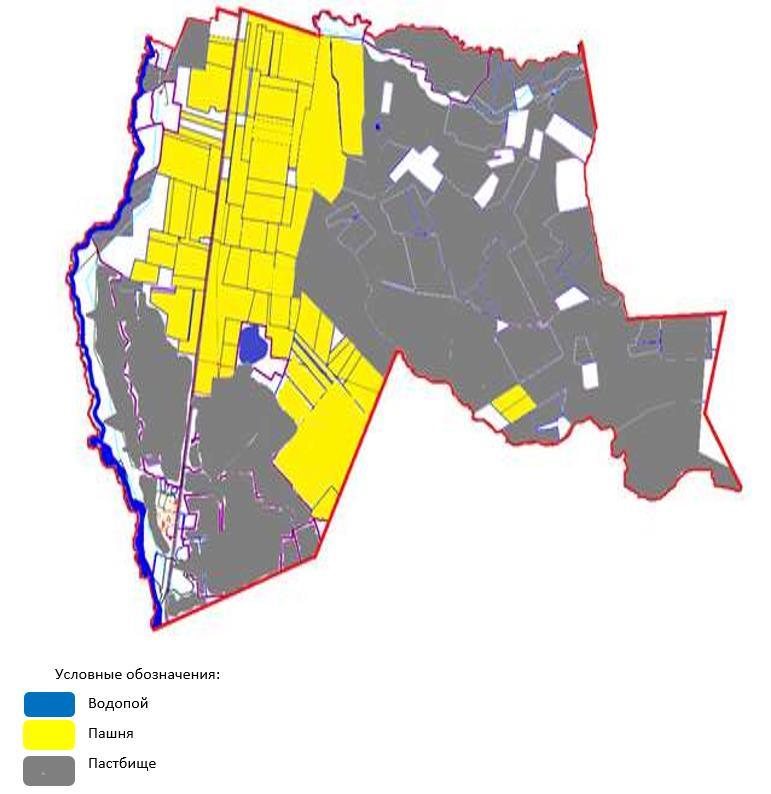 Условные обозначения:
Водопой
Пашня
Пастбище